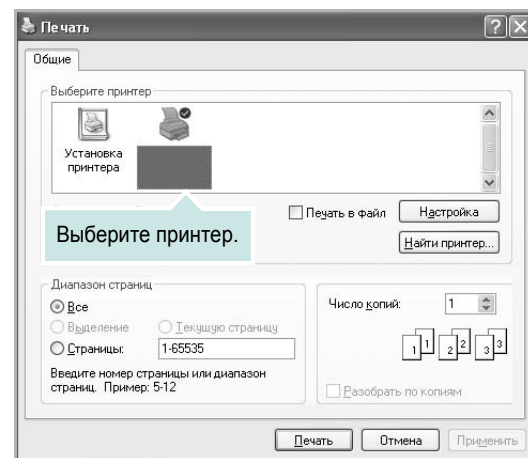 Печать
Общие
Выберите принтер
Установка
принтера
Выберите принтер.
Печать в файл
Настройка
Найти принтер...
Диапазон страниц
Все
Выделение
Текущую страницу
Страницы:
1-65535
Введите номер страницы или диапазон
страниц. Пример: 5-12
Число копий:
1
1 1 2 2 3 3
Разобрать по копиям
Печать
Отмена
Применить